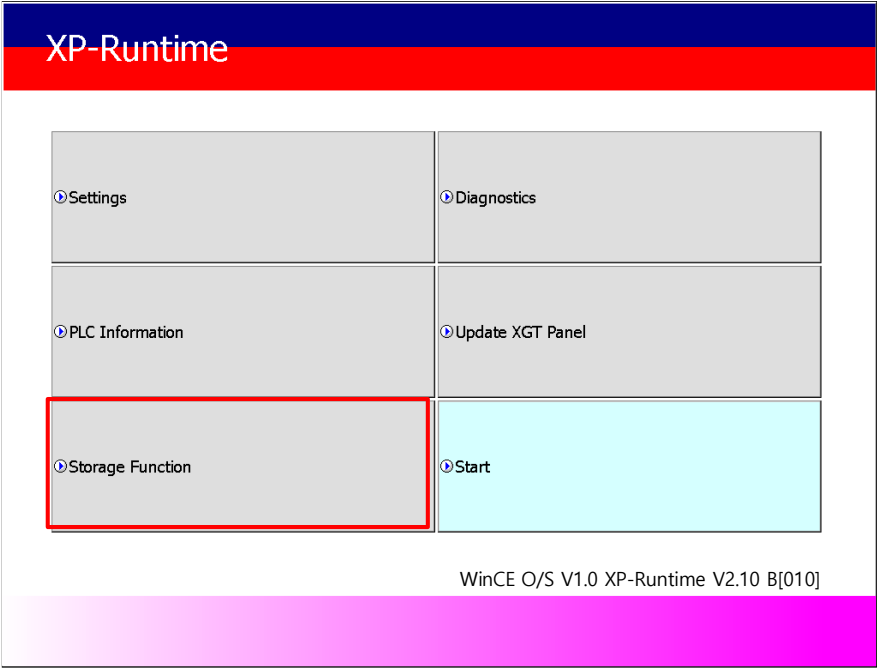 XP-Runtime
Settings
Diagnostics
PLC Information
Update XGT Panel
Storage Function
Start
WinCE O/S V1.0 XP-Runtime V2.10 B[010]